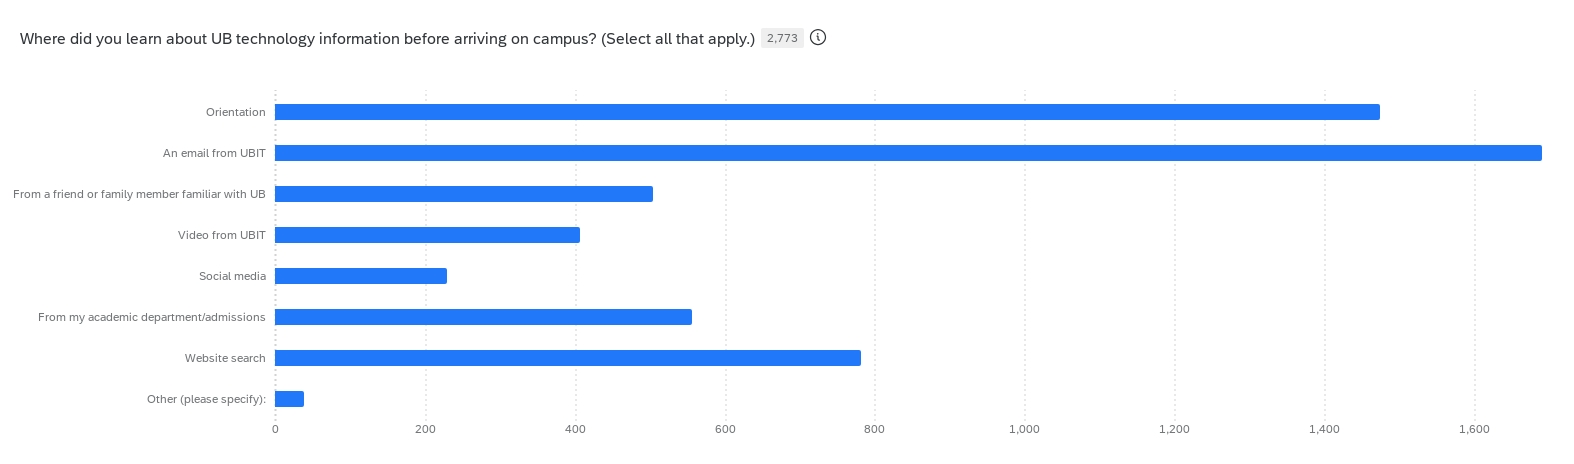 Where did you learn about UB technology information before arriving on campus? (Select all that apply.) 2,773
Orientation
An email from UBIT
From a friend or family member familiar with UB
Video from UBIT
Social media
From my academic department/admissions
Website search
Other (please specify):
0 200 400 600 800 1,000 1,200 1,400 1,600